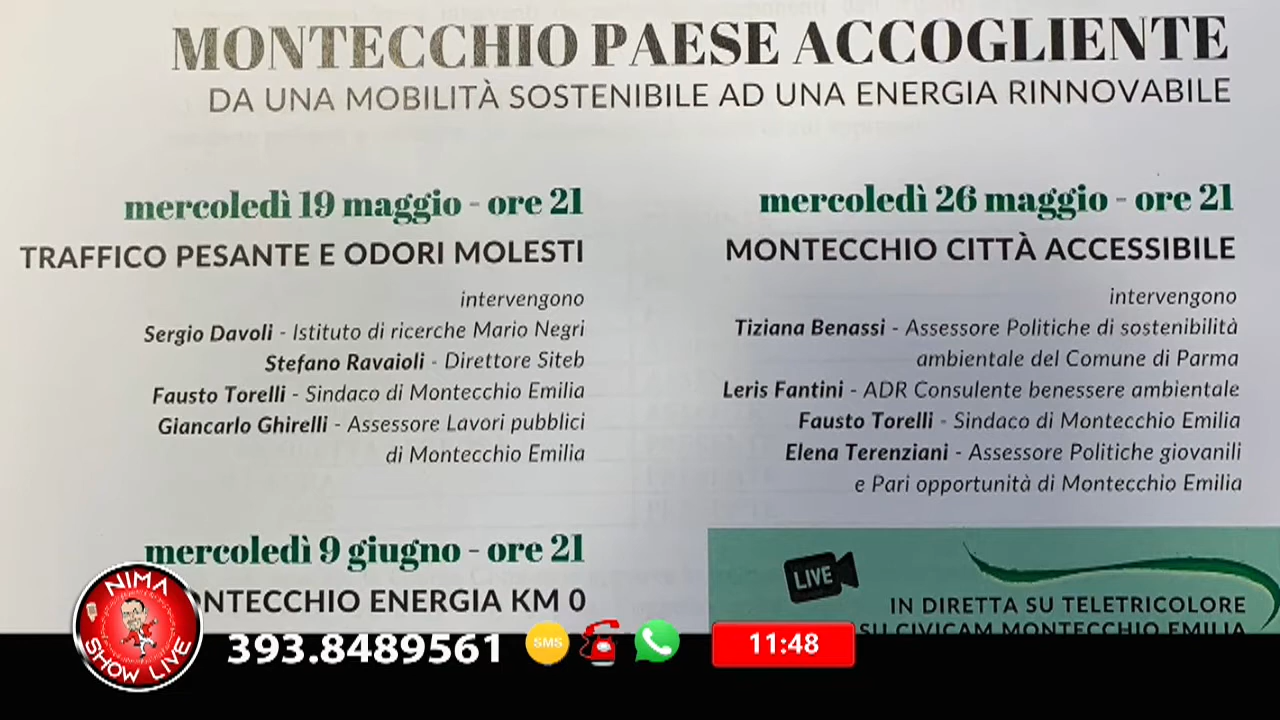 MONTECCHIO PAESE ACCOGLIENTE
DA UNA MOBILITÀ SOSTENIBILE AD UNA ENERGIA RINNOVABILE
mercoledì 19 maggio - ore 21
TRAFFICO PESANTE E ODORI MOLESTI
intervengono
Sergio Davoli - Istituto di ricerche Mario Negri
Stefano Ravaioli - Direttore Siteb
Fausto Torelli - Sindaco di Montecchio Emilia
Giancarlo Ghirelli - Assessore Lavori pubblici
di Montecchio Emilia
mercoledì 26 maggio - ore 21
MONTECCHIO CITTÀ ACCESSIBILE
intervengono
Tiziana Benassi - Assessore Politiche di sostenibilità
ambientale del Comune di Parma
Leris Fantini - ADR Consulente benessere ambientale
Fausto Torelli - Sindaco di Montecchio Emilia
Elena Terenziani - Assessore Politiche giovanili
e Pari opportunità di Montecchio Emilia
mercoledì 9 giugno - ore 21
ONTECCHIO ENERGIA KM 0
LIVE
IN DIRETTA SU TELETRICOLORE
SU CIVICAM MONTECCHIO EMILIA
NIMA
SHOW LIVE
393.8489561
SMS
11:48